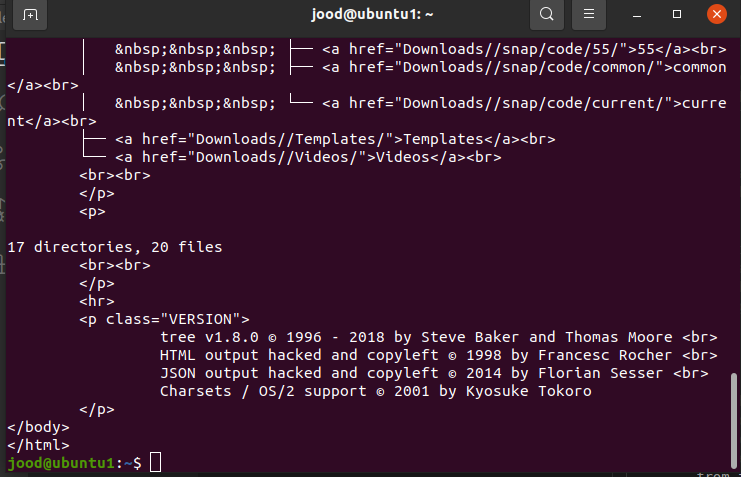 jood@ubuntu1: ~
│   &nbsp;&nbsp;&nbsp; ├── <a href="Downloads//snap/code/55/">55</a><br>
│   &nbsp;&nbsp;&nbsp; ├── <a href="Downloads//snap/code/common/">common
</a><br>
│   &nbsp;&nbsp;&nbsp; └── <a href="Downloads//snap/code/current/">curre
nt</a><br>
├── <a href="Downloads//Templates/">Templates</a><br>
└── <a href="Downloads//Videos/">Videos</a><br>
<br><br>
</p>
<p>
17 directories, 20 files
<br><br>
</p>
<hr>
<p class="VERSION">
tree v1.8.0 © 1996 - 2018 by Steve Baker and Thomas Moore <br>
HTML output hacked and copyleft © 1998 by Francesc Rocher <br>
JSON output hacked and copyleft © 2014 by Florian Sesser <br>
Charsets / OS/2 support © 2001 by Kyosuke Tokoro
</p>
</body>
</html>
jood@ubuntu1:~$